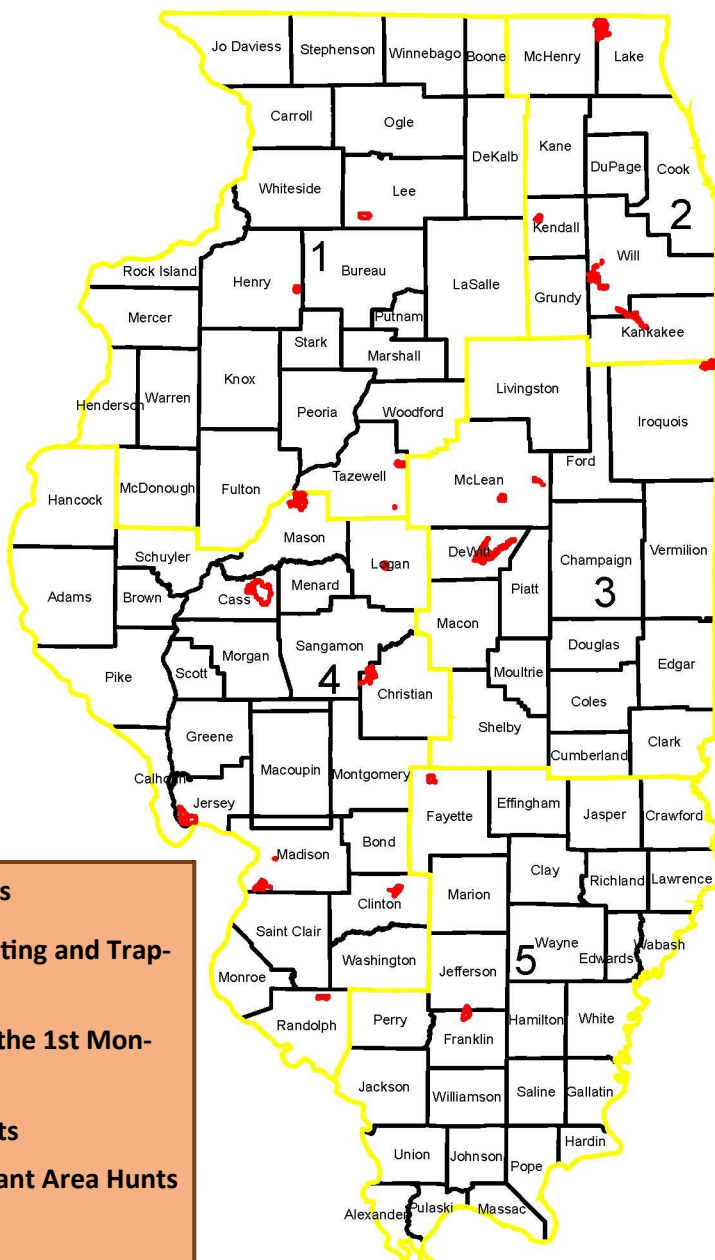 Jo Daviess Stephenson Winnebago Boone McHenry Lake
Carroll Ogle DeKalb Kane DuPage Cook
Whiteside Lee Kendall Will 2
Rock Island Henry 1 Bureau LaSalle Grundy
Mercer Putnam Kankakee
Stark Marshall
Henderson Warren Knox Peoria Woodford Livingston Iroquois
Hancock McDonough Fulton Tazewell McLean Ford
Schuyler Mason Logan DeWitt Champaign Vermilion
Adams Brown Cass Menard Piatt 3
Macon
Pike Scott Morgan Sangamon 4 Christian Moultrie Douglas Edgar
Coles
Greene Shelby Cumberland Clark
Calhoun Macoupin Montgomery
Jersey Fayette Effingham Jasper Crawford
Madison Bond Clay Richland Lawrence
Clinton Marion
Saint Clair Wayne Edwards Wabash
Monroe Washington Jefferson 5
Randolph Perry Franklin Hamilton White
Jackson Williamson Saline Gallatin
Union Johnson Pope Hardin
Alexander Pulaski Massac
s
ting and Trap-
the 1st Mon-
ts
ant Area Hunts